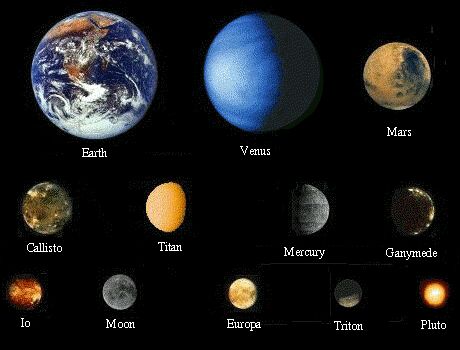 Earth
Venus
Mars
Callisto
Titan
Mercury
Ganymede
Io
Moon
Europa
Triton
Pluto